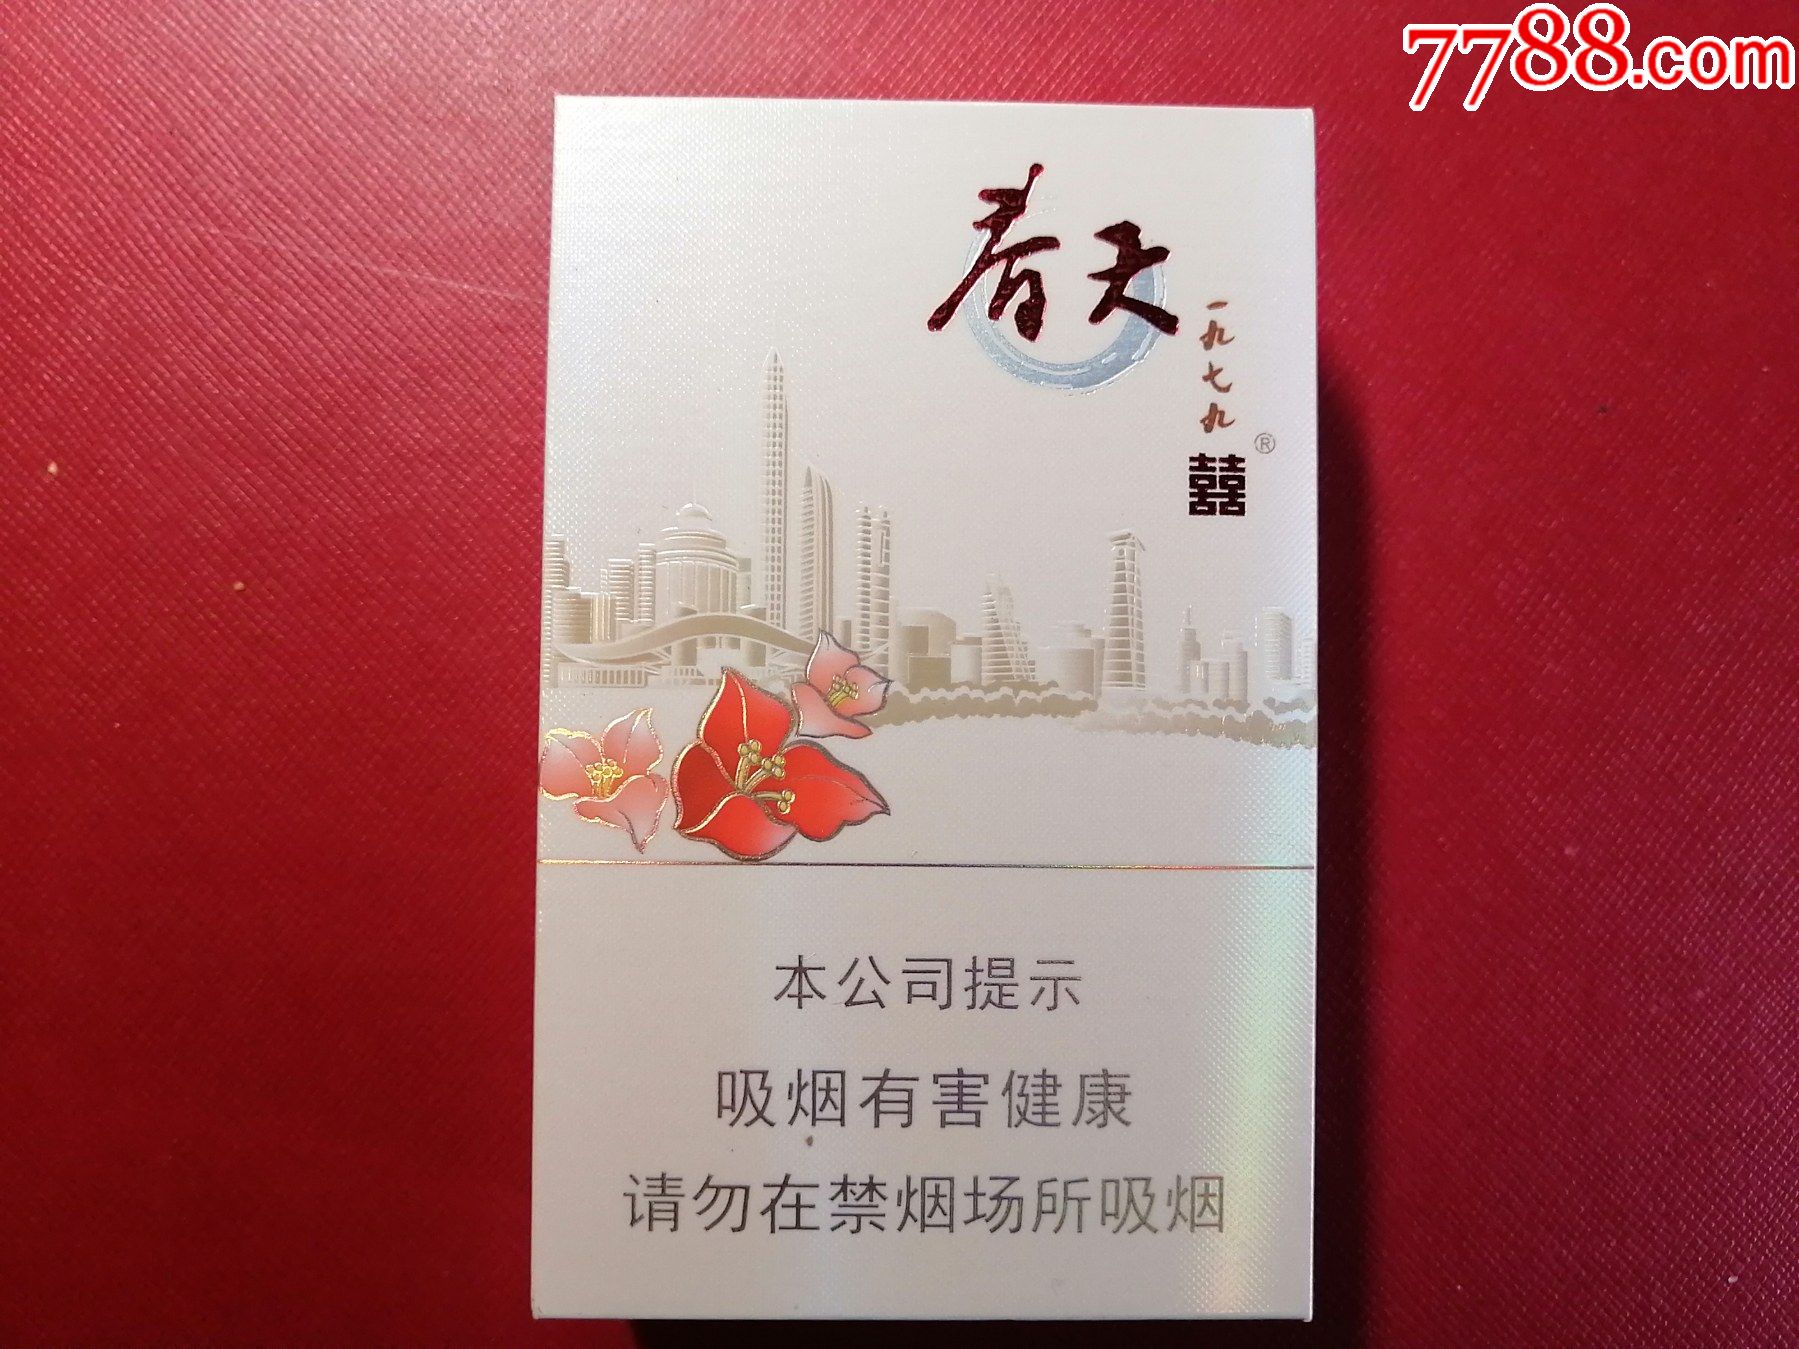 7788.com
春天
一九七九
囍
®
本公司提示
吸烟有害健康
请勿在禁烟场所吸烟